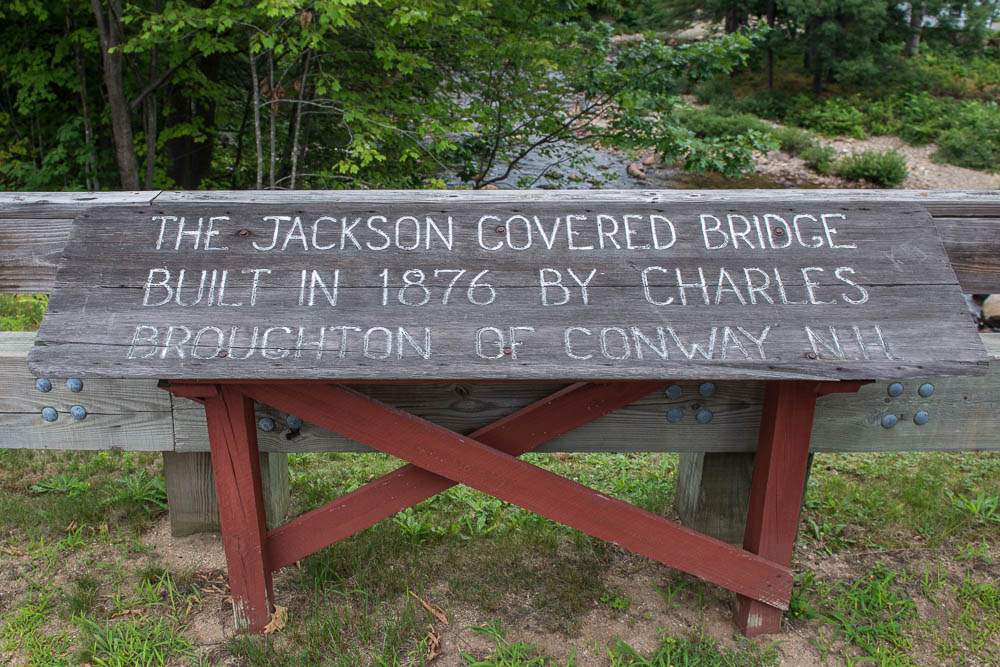 THE JACKSON COVERED BRIDGE
BUILT IN 1876 BY CHARLES
BROUGHTON OF CONWAY N.H.